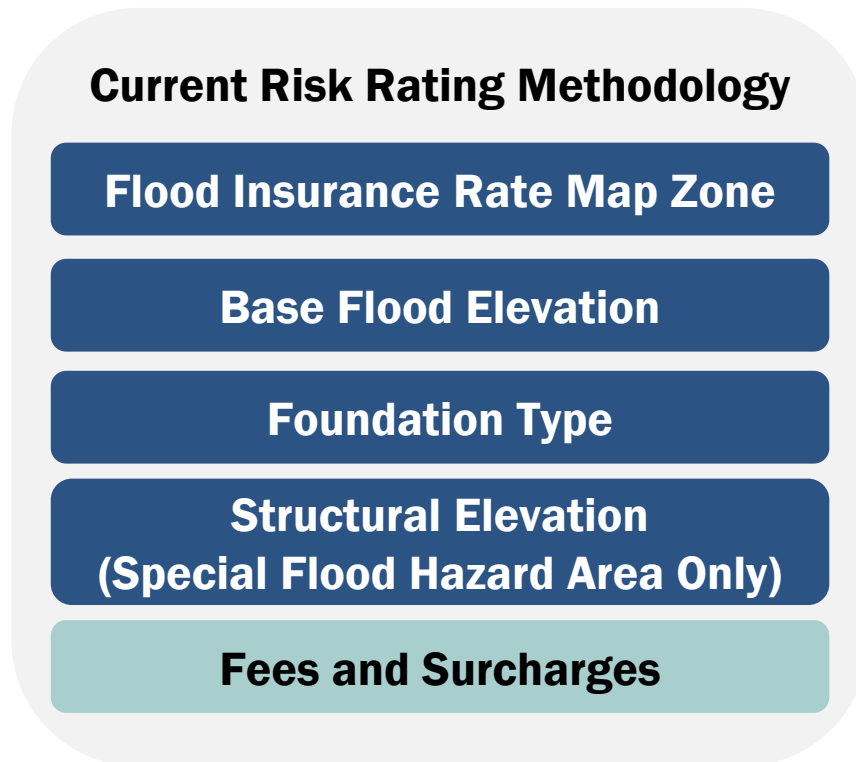 Current Risk Rating Methodology
Flood Insurance Rate Map Zone
Base Flood Elevation
Foundation Type
Structural Elevation
(Special Flood Hazard Area Only)
Fees and Surcharges